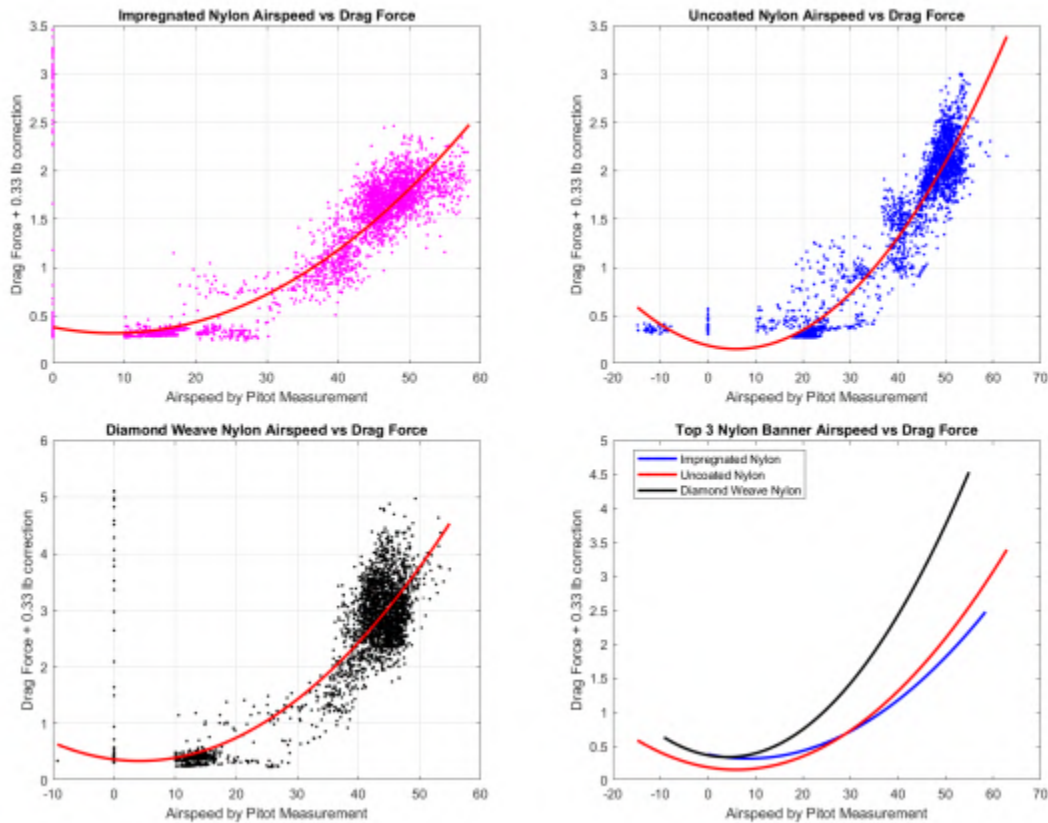 Impregnated Nylon Airspeed vs Drag Force
Drag Force + 0.33 lb correction
3.5
3
2.5
2
1.5
1
0.5
0
0 10 20 30 40 50 60
Airspeed by Pitot Measurement
Uncoated Nylon Airspeed vs Drag Force
Drag Force + 0.33 lb correction
3.5
3
2.5
2
1.5
1
0.5
0
-20 -10 0 10 20 30 40 50 60 70
Airspeed by Pitot Measurement
Diamond Weave Nylon Airspeed vs Drag Force
Drag Force + 0.33 lb correction
6
5
4
3
2
1
0
-10 0 10 20 30 40 50 60
Airspeed by Pitot Measurement
Top 3 Nylon Banner Airspeed vs Drag Force
Drag Force + 0.33 lb correction
5
4.5
4
3.5
3
2.5
2
1.5
1
0.5
0
Impregnated Nylon
Uncoated Nylon
Diamond Weave Nylon
-20 -10 0 10 20 30 40 50 60 70
Airspeed by Pitot Measurement